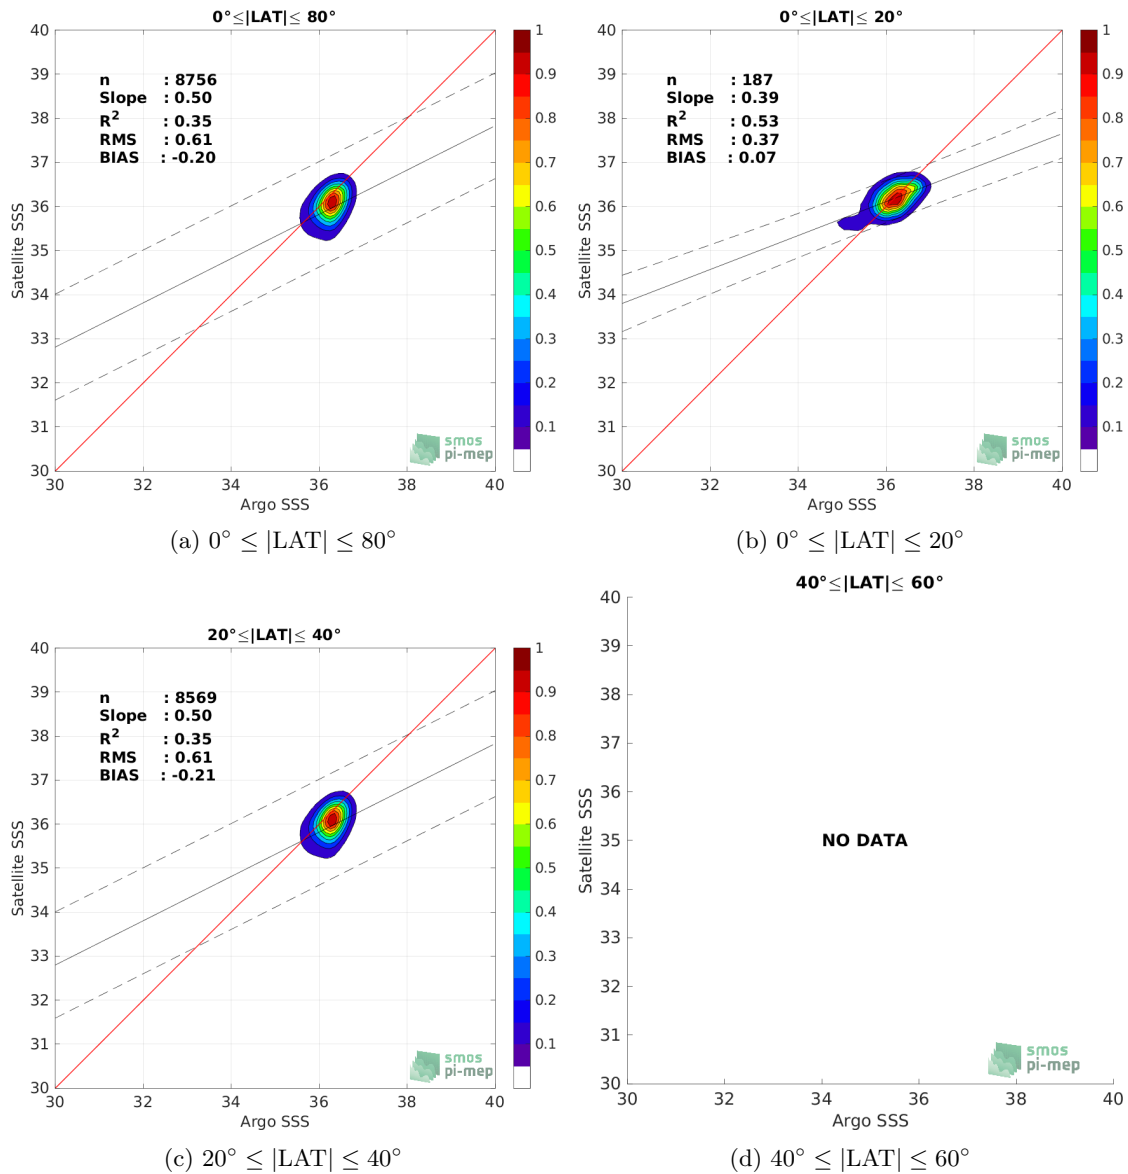 0°≤|LAT|≤ 80°
40
39
38
37
36
35
34
33
32
31
30
Satellite SSS
n : 8756
Slope : 0.50
R² : 0.35
RMS : 0.61
BIAS : -0.20
smos
pi-mep
30 32 34 36 38 40
Argo SSS
1
0.9
0.8
0.7
0.6
0.5
0.4
0.3
0.2
0.1
(a) 0° ≤ |LAT| ≤ 80°
0°≤|LAT|≤ 20°
40
39
38
37
36
35
34
33
32
31
30
Satellite SSS
n : 187
Slope : 0.39
R² : 0.53
RMS : 0.37
BIAS : 0.07
smos
pi-mep
30 32 34 36 38 40
Argo SSS
1
0.9
0.8
0.7
0.6
0.5
0.4
0.3
0.2
0.1
(b) 0° ≤ |LAT| ≤ 20°
20°≤|LAT|≤ 40°
40
39
38
37
36
35
34
33
32
31
30
Satellite SSS
n : 8569
Slope : 0.50
R² : 0.35
RMS : 0.61
BIAS : -0.21
smos
pi-mep
30 32 34 36 38 40
Argo SSS
1
0.9
0.8
0.7
0.6
0.5
0.4
0.3
0.2
0.1
(c) 20° ≤ |LAT| ≤ 40°
40°≤|LAT|≤ 60°
40
39
38
37
36
35
34
33
32
31
30
Satellite SSS
NO DATA
smos
pi-mep
30 32 34 36 38 40
Argo SSS
(d) 40° ≤ |LAT| ≤ 60°